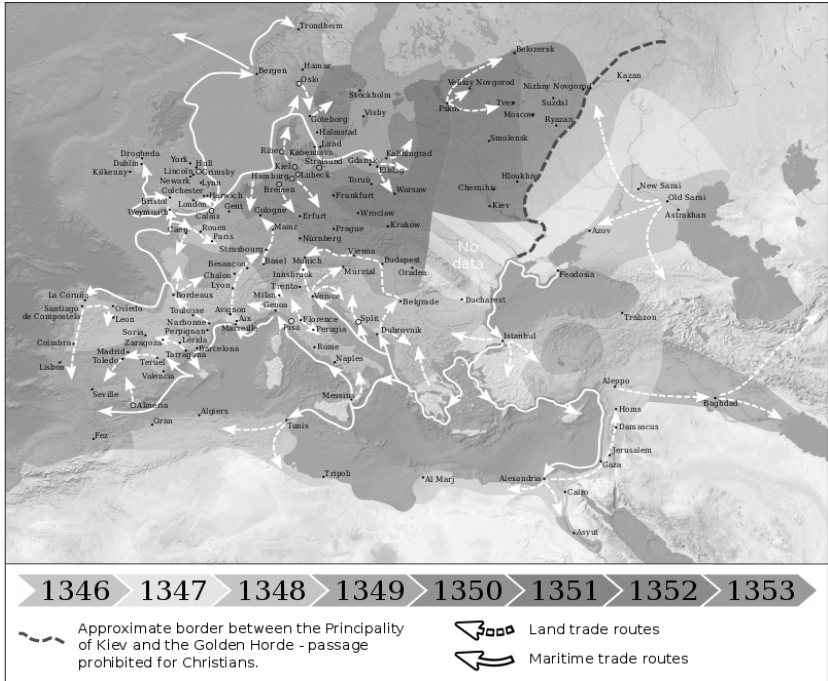 Trondheim
Belozersk
Hamar
Bergen
Oslo
Kazan
Velikiy Novgorod
Nizhny Novgorod
Stockholm
Pskov
Tver
Suzdal
Göteborg
Visby
Moscow
Ryazan
Halmstad
Smolensk
Drogheda
York
Hull
Ribe
København
Lund
Kaliningrad
Dublin
Lincoln
Grimsby
Kiel
Stralsund
Gdansk
Elbląg
Kilkenny
Newark
Lynn
Hamburg
Lubeck
Toruń
Hloukhiv
Colchester
Harwich
Bremen
Frankfurt
Warsaw
Chernihiv
New Sarai
Bristol
London
Gent
Old Sarai
Weymouth
Calais
Cologne
Erfurt
Wroclaw
Kiev
Astrakhan
Caen
Rouen
Mainz
Prague
Kraków
Azov
Paris
Nürnberg
Strasbourg
Vienna
No
data
Besançon
Basel
Munich
Budapest
Chalon
Innsbruck
Mürztal
Oradea
Feodosia
Lyon
Trento
La Coruña
Bordeaux
Milan
Venice
Belgrade
Bucharest
Santiago
de Compostela
Oviedo
Leon
Toulouse
Avignon
Genoa
Trabzon
Narbonne
Aix
Marseille
Florence
Split
Soria
Perpignan
Pisa
Perugia
Dubrovnik
Istanbul
Coimbra
Zaragoza
Lerida
Madrid
Barcelona
Rome
Lisbon
Toledo
Teruel
Tarragona
Naples
Valencia
Aleppo
Seville
Almeria
Messina
Baghdad
Algiers
Homs
Fez
Oran
Tunis
Damascus
Jerusalem
Gaza
Tripoli
Al Marj
Alexandria
Cairo
Asyut
1346 1347 1348 1349 1350 1351 1352 1353
Approximate border between the Principality
of Kiev and the Golden Horde - passage
prohibited for Christians.
Land trade routes
Maritime trade routes